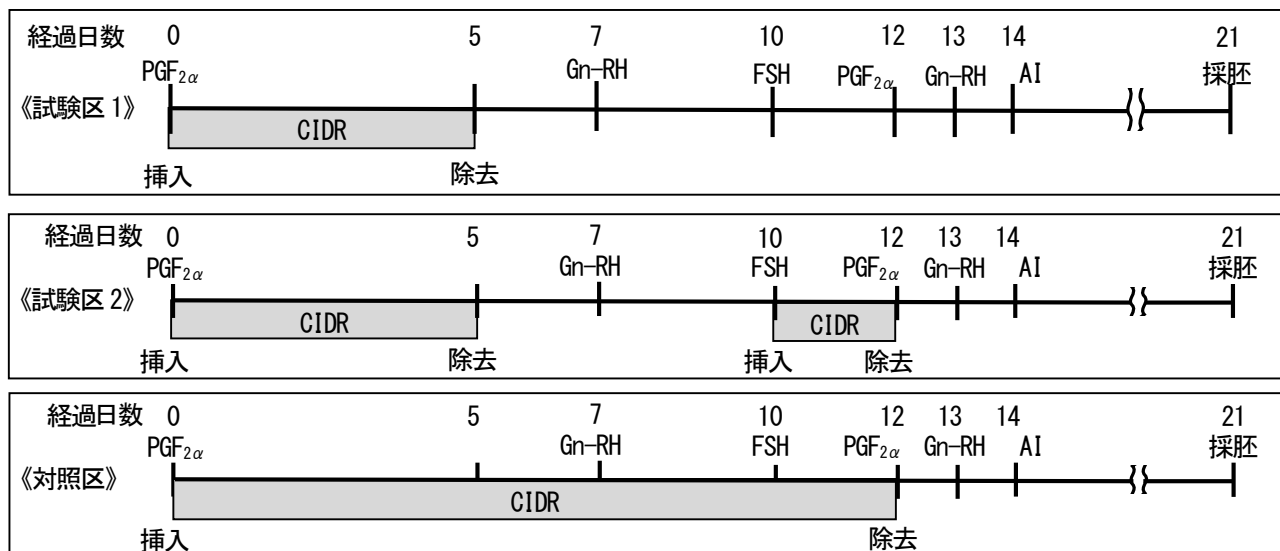 経過日数 0 5 7 10 12 13 14 21
PGF2α Gn-RH FSH PGF2α Gn-RH AI 採胚
《試験区1》
CIDR
挿入 除去
経過日数 0 5 7 10 12 13 14 21
PGF2α Gn-RH FSH PGF2α Gn-RH AI 採胚
《試験区2》
CIDR CIDR
挿入 除去 挿入 除去
経過日数 0 5 7 10 12 13 14 21
PGF2α Gn-RH FSH PGF2α Gn-RH AI 採胚
《対照区》
CIDR
挿入 除去